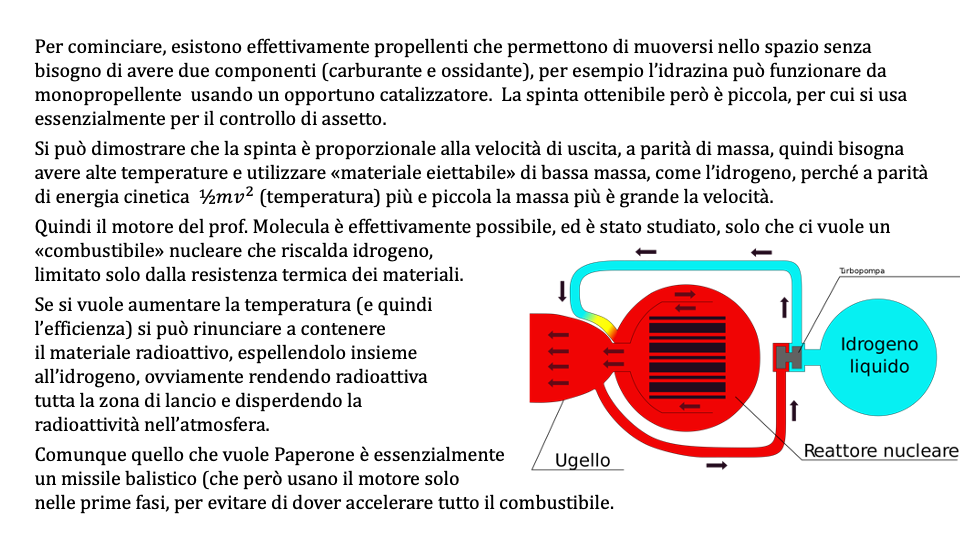 Per cominciare, esistono effettivamente propellenti che permettono di muoversi nello spazio senza
bisogno di avere due componenti (carburante e ossidante), per esempio l’idrazina può funzionare da
monopropellente usando un opportuno catalizzatore. La spinta ottenibile però è piccola, per cui si usa
essenzialmente per il controllo di assetto.
Si può dimostrare che la spinta è proporzionale alla velocità di uscita, a parità di massa, quindi bisogna
avere alte temperature e utilizzare «materiale eiettabile» di bassa massa, come l’idrogeno, perché a parità
di energia cinetica ½𝑚𝑣² (temperatura) più e piccola la massa più è grande la velocità.
Quindi il motore del prof. Molecula è effettivamente possibile, ed è stato studiato, solo che ci vuole un
«combustibile» nucleare che riscalda idrogeno,
limitato solo dalla resistenza termica dei materiali.
Se si vuole aumentare la temperatura (e quindi
l’efficienza) si può rinunciare a contenere
il materiale radioattivo, espellendolo insieme
all’idrogeno, ovviamente rendendo radioattiva
tutta la zona di lancio e disperdendo la
radioattività nell’atmosfera.
Comunque quello che vuole Paperone è essenzialmente
un missile balistico (che però usano il motore solo
nelle prime fasi, per evitare di dover accelerare tutto il combustibile.
Turbopompa
Idrogeno
liquido
Reattore nucleare
Ugello